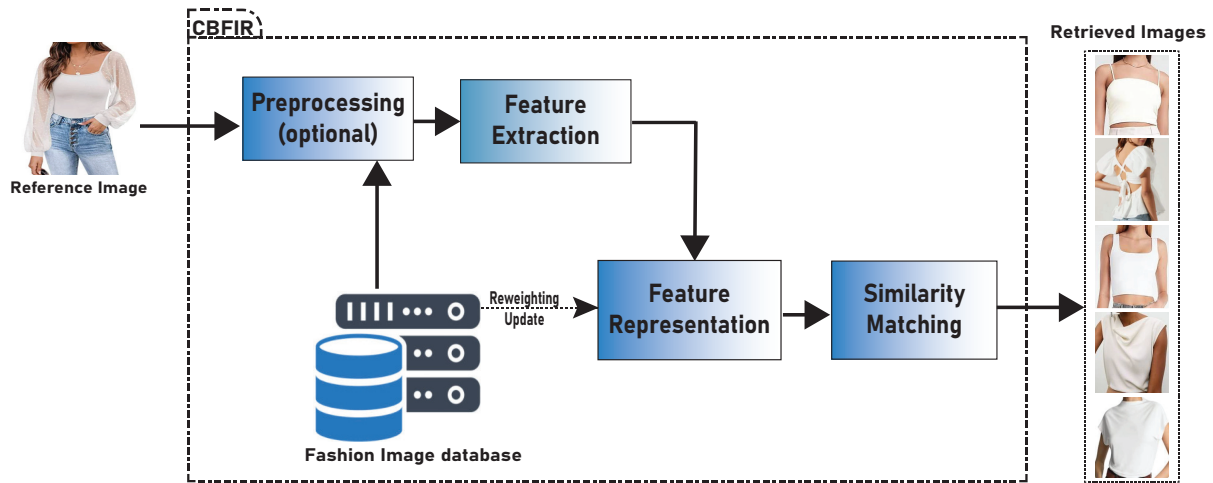 CBFIR
Retrieved Images
Preprocessing
(optional)
Feature
Extraction
Reference Image
Reweighting
Update
Feature
Representation
Similarity
Matching
Fashion Image database